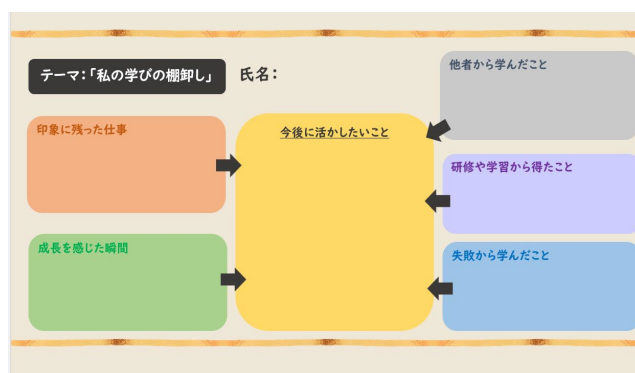 テーマ：「私の学びの棚卸し」
氏名：
他者から学んだこと
印象に残った仕事
今後に活かしたいこと
研修や学習から得たこと
成長を感じた瞬間
失敗から学んだこと